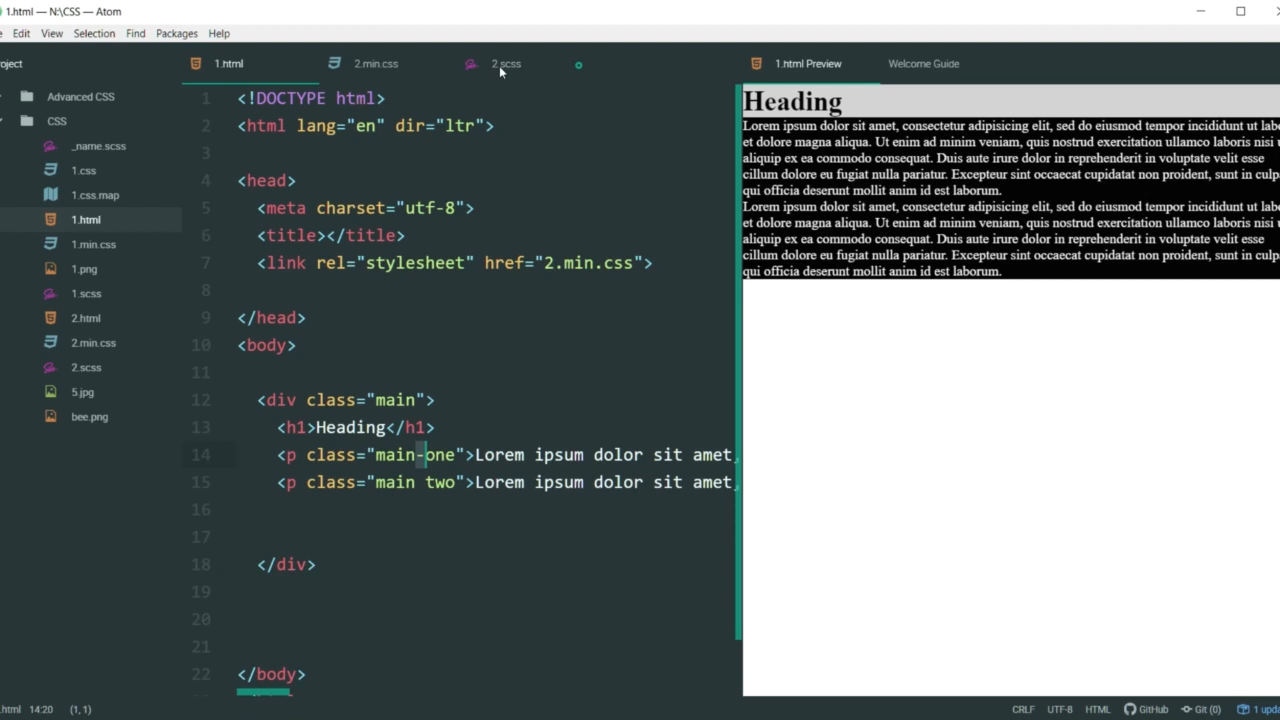 1.html — N:\CSS — Atom
Edit View Selection Find Packages Help
oject
1.html
2.min.css
2.scss
1.html Preview
Welcome Guide
Advanced CSS
CSS
_name.scss
1.css
1.css.map
1.html
1.min.css
1.png
1.scss
2.html
2.min.css
2.scss
5.jpg
bee.png
1 <!DOCTYPE html>
2 <html lang="en" dir="ltr">
3
4 <head>
5 <meta charset="utf-8">
6 <title></title>
7 <link rel="stylesheet" href="2.min.css">
8
9 </head>
10 <body>
11
12 <div class="main">
13 <h1>Heading</h1>
14 <p class="main-one">Lorem ipsum dolor sit amet,
15 <p class="main two">Lorem ipsum dolor sit amet,
16
17
18 </div>
19
20
21
22 </body>
Heading
Lorem ipsum dolor sit amet, consectetur adipisicing elit, sed do eiusmod tempor incididunt ut labo
et dolore magna aliqua. Ut enim ad minim veniam, quis nostrud exercitation ullamco laboris nisi u
aliquip ex ea commodo consequat. Duis aute irure dolor in reprehenderit in voluptate velit esse
cillum dolore eu fugiat nulla pariatur. Excepteur sint occaecat cupidatat non proident, sunt in culpa
qui officia deserunt mollit anim id est laborum.
Lorem ipsum dolor sit amet, consectetur adipisicing elit, sed do eiusmod tempor incididunt ut labo
et dolore magna aliqua. Ut enim ad minim veniam, quis nostrud exercitation ullamco laboris nisi u
aliquip ex ea commodo consequat. Duis aute irure dolor in reprehenderit in voluptate velit esse
cillum dolore eu fugiat nulla pariatur. Excepteur sint occaecat cupidatat non proident, sunt in culpa
qui officia deserunt mollit anim id est laborum.
.html 14:20 (1, 1)
CRLF UTF-8 HTML GitHub Git (0) 1 upda